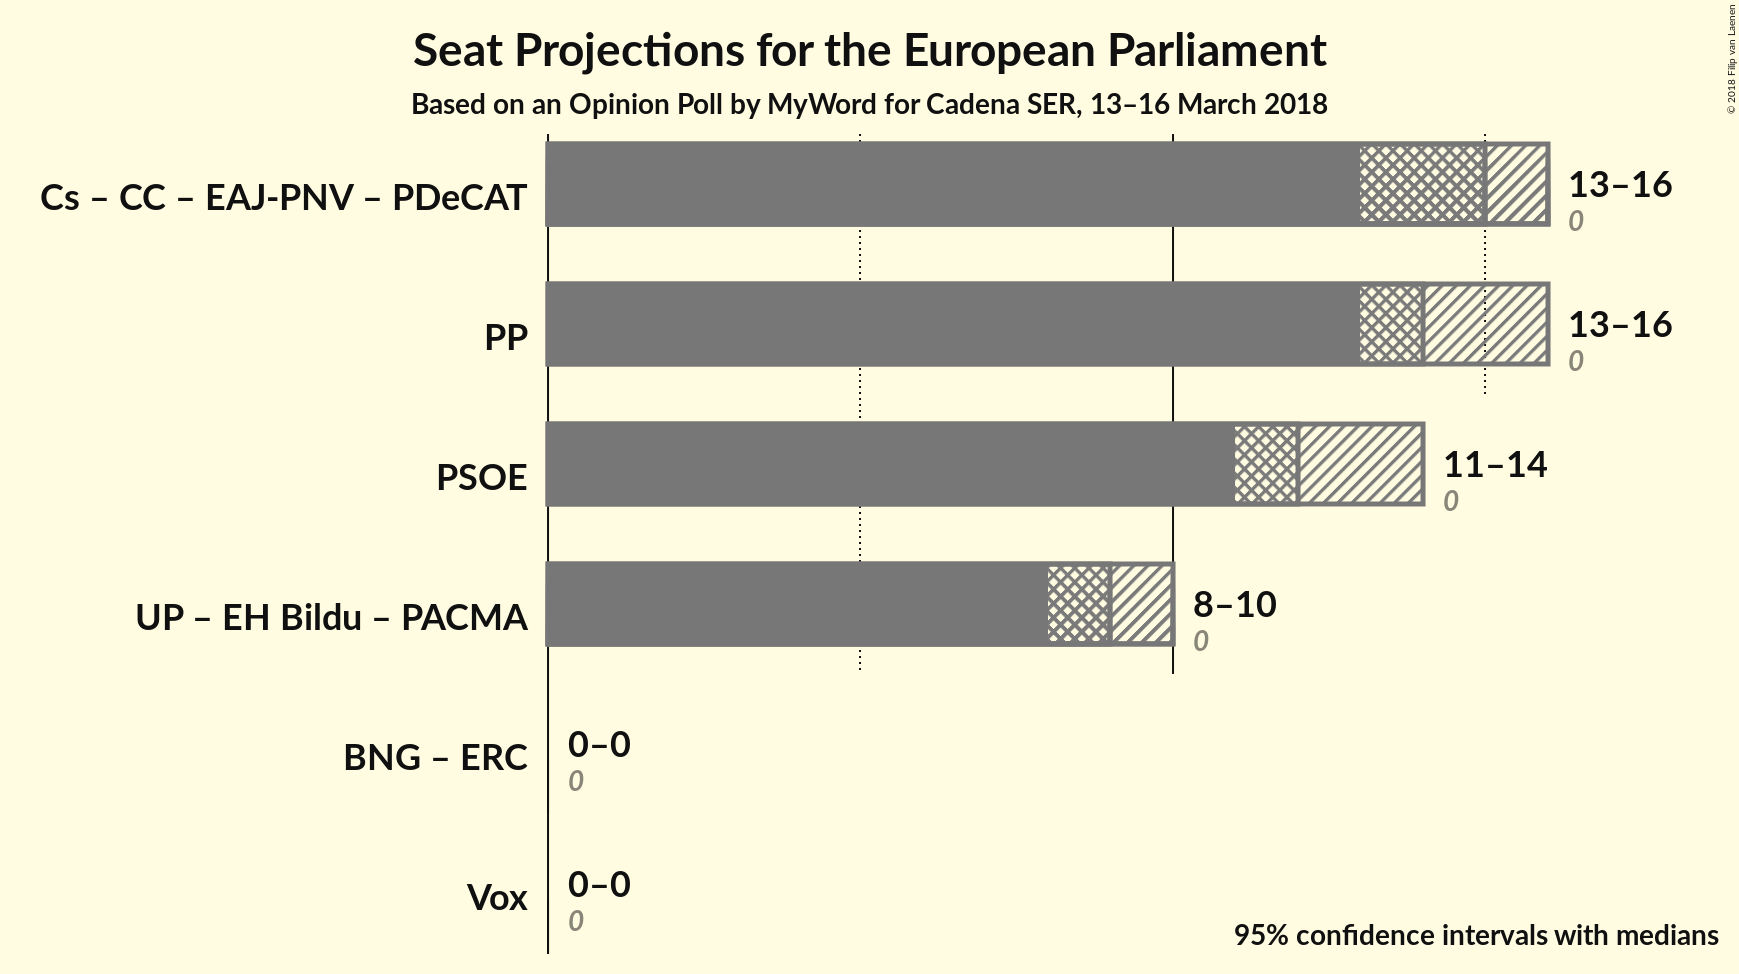 Seat Projections for the European Parliament
Based on an Opinion Poll by MyWord for Cadena SER, 13–16 March 2018
© 2018 Filip van Laenen
Cs – CC – EAJ-PNV – PDeCAT
13–16
0
PP
13–16
0
PSOE
11–14
0
UP – EH Bildu – PACMA
8–10
0
BNG – ERC
0–0
0
Vox
0–0
0
95% confidence intervals with medians